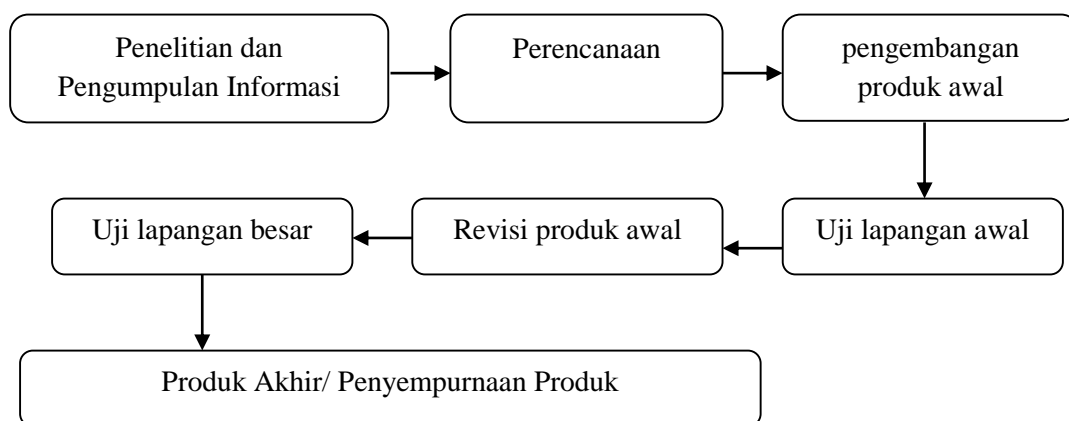 Penelitian dan
Pengumpulan Informasi
Perencanaan
pengembangan
produk awal
Uji lapangan besar
Revisi produk awal
Uji lapangan awal
Produk Akhir/ Penyempurnaan Produk